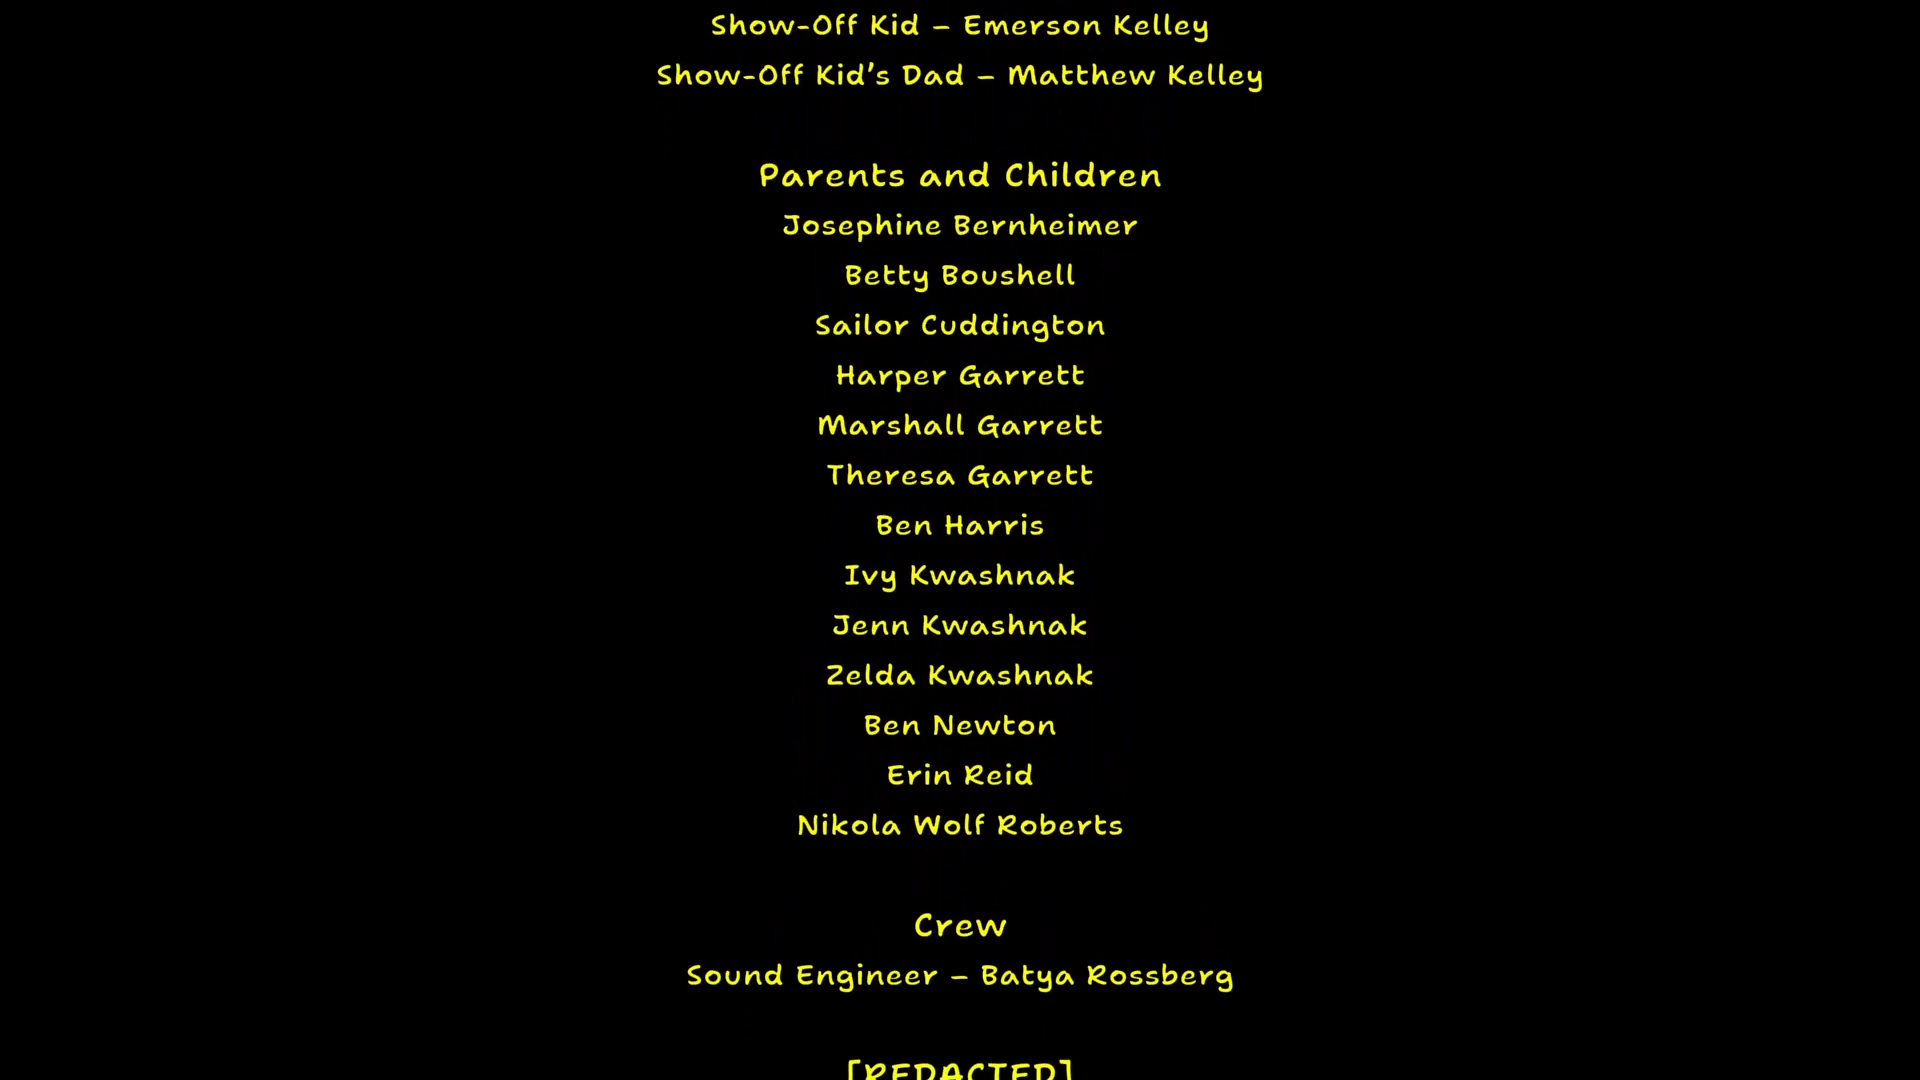 Show-Off Kid – Emerson Kelley
Show-Off Kid’s Dad – Matthew Kelley
Parents and Children
Josephine Bernheimer
Betty Boushell
Sailor Cuddington
Harper Garrett
Marshall Garrett
Theresa Garrett
Ben Harris
Ivy Kwashnak
Jenn Kwashnak
Zelda Kwashnak
Ben Newton
Erin Reid
Nikola Wolf Roberts
Crew
Sound Engineer – Batya Rossberg
[REDACTED]